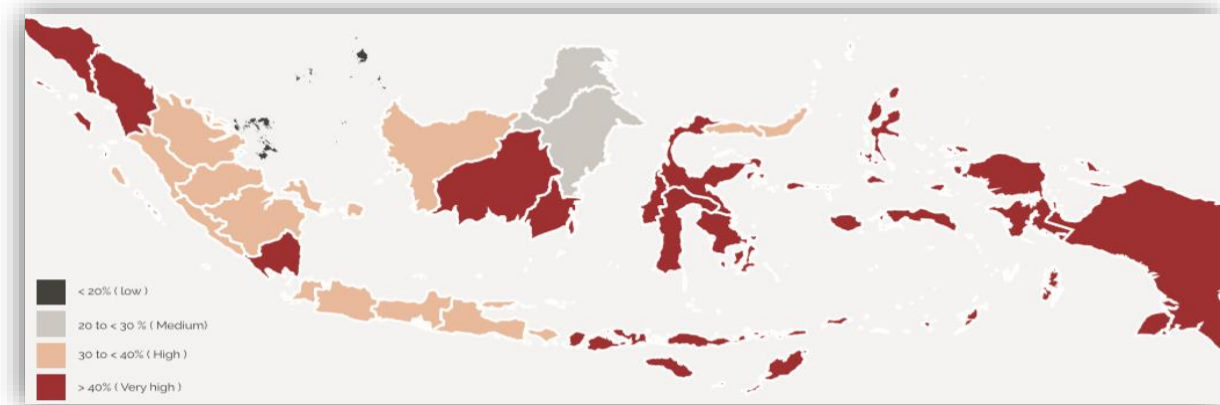 < 20% ( low )
20 to < 30 % ( Medium)
30 to < 40% ( High )
> 40% ( Very high )